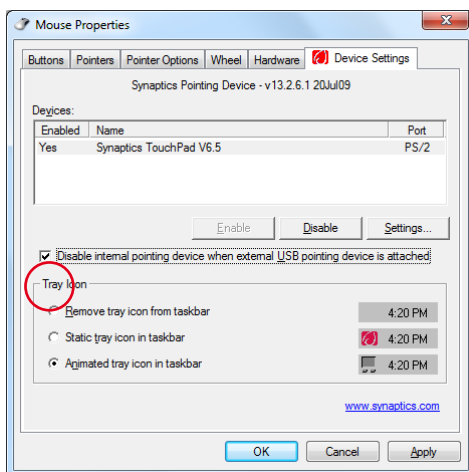 Mouse Properties
Buttons Pointers Pointer Options Wheel Hardware Device Settings
Synaptics Pointing Device - v13.2.6.1 20Jul09
Devices:
Enabled Name Port
Yes Synaptics TouchPad V6.5 PS/2
Enable Disable Settings...
Disable internal pointing device when external USB pointing device is attached
Tray Icon
Remove tray icon from taskbar 4:20 PM
Static tray icon in taskbar 4:20 PM
Animated tray icon in taskbar 4:20 PM
www.synaptics.com
OK Cancel Apply